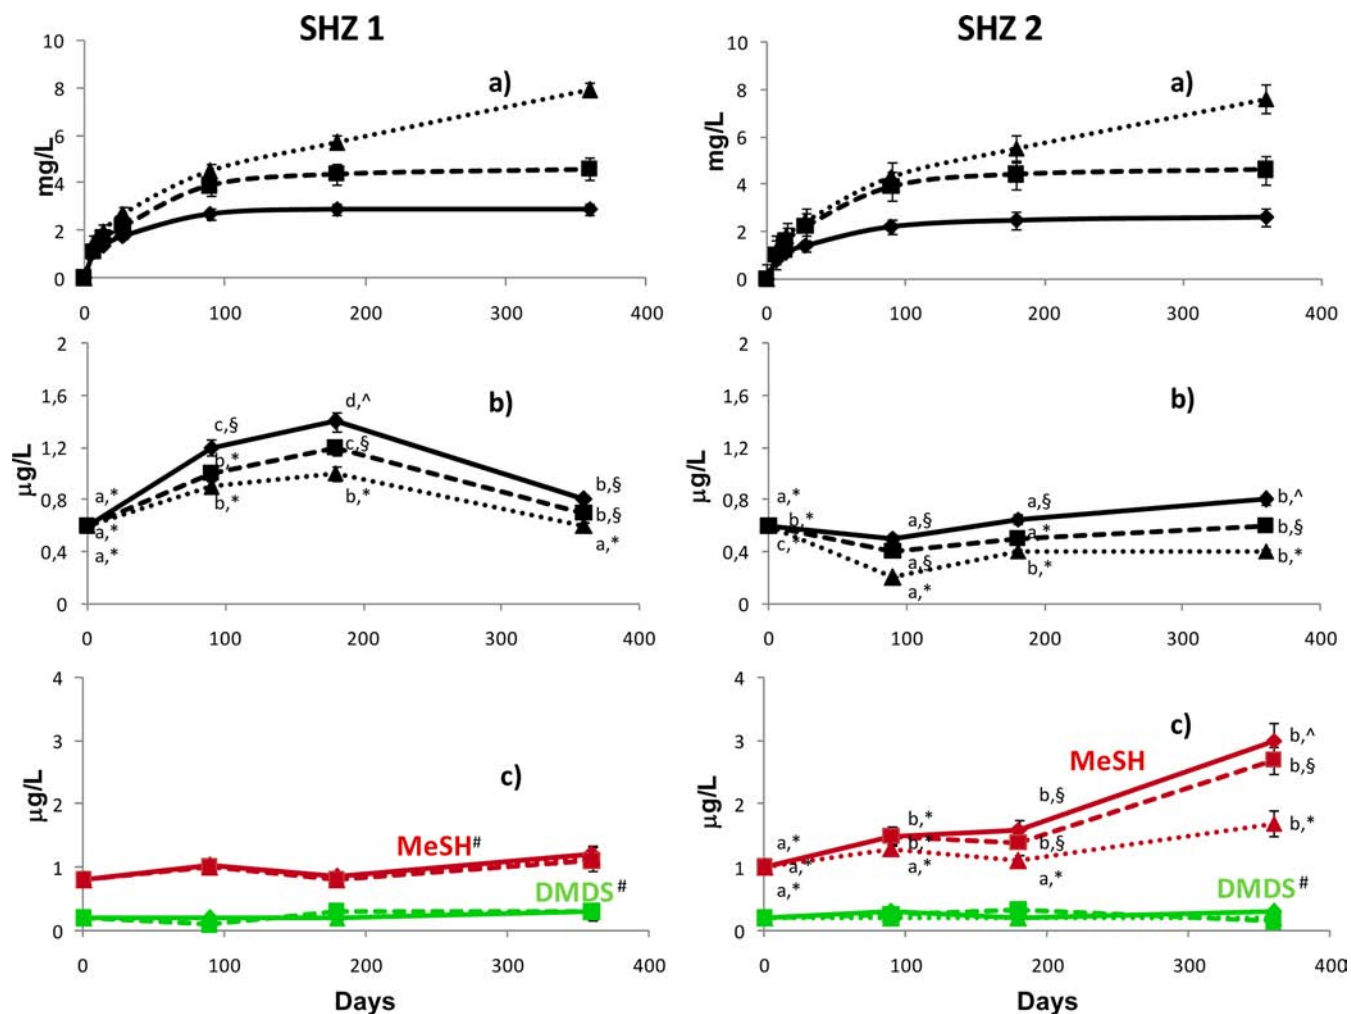 SHZ 1
SHZ 2
a)
a)
mg/L
mg/L
10
8
6
4
2
0
0 100 200 300 400
10
8
6
4
2
0
0 100 200 300 400
b)
b)
µg/L
µg/L
2
1,6
1,2
0,8
0,4
0
0 100 200 300 400
a,*
a,*
a,*
c,§
b,*
b,*
d,^
c,§
b,*
b,§
b,§
a,*
2
1,6
1,2
0,8
0,4
0
0 100 200 300 400
a,*
b,*
c,*
a,§
a,§
a,*
a,§
a,*
b,*
b,^
b,§
b,*
c)
c)
µg/L
µg/L
4
3
2
1
0
0 100 200 300 400
MeSH#
DMDS#
Days
4
3
2
1
0
0 100 200 300 400
MeSH
DMDS#
a,*
a,*
a,*
b,*
b,*
a,*
b,§
b,§
a,*
b,^
b,§
b,*
Days